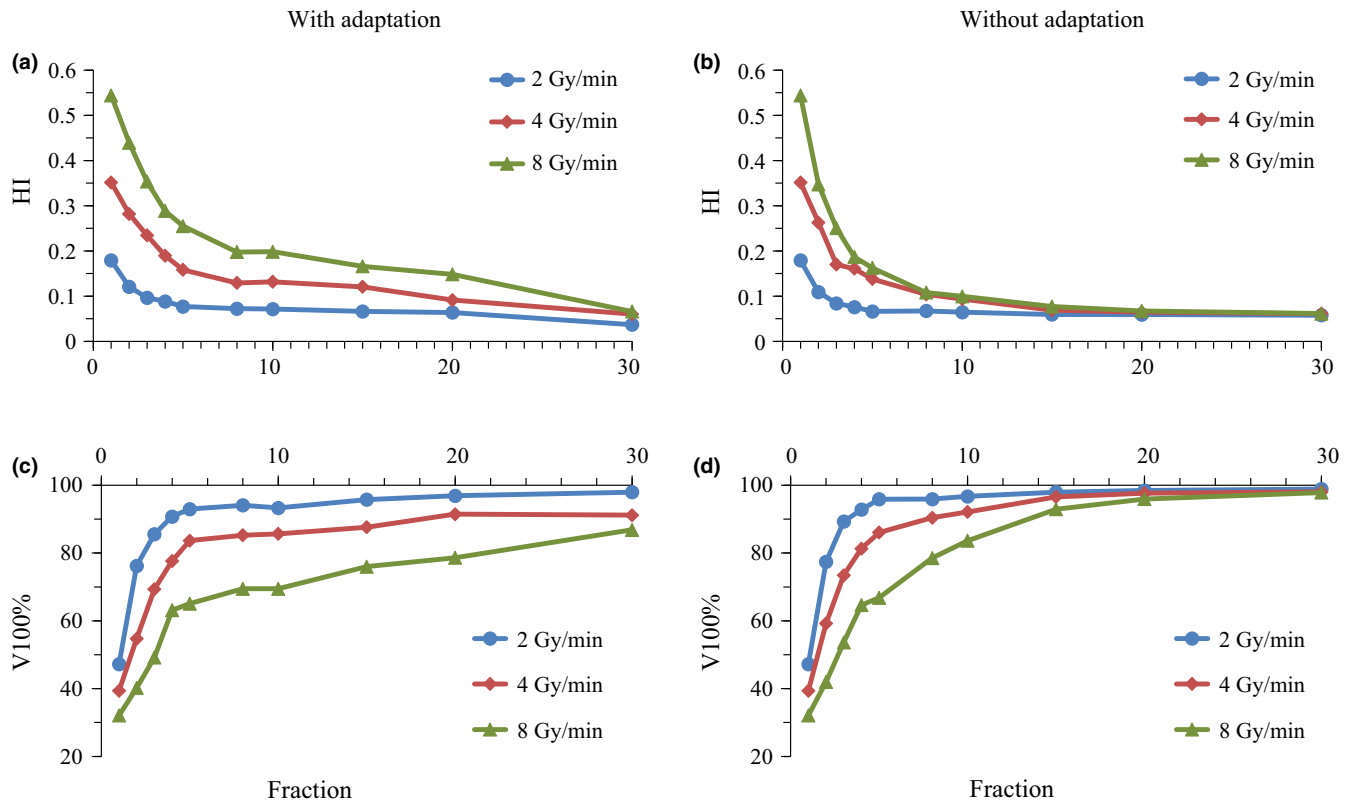 With adaptation
Without adaptation
(a)
HI
0.6
0.5
0.4
0.3
0.2
0.1
0
0
10
20
30
2 Gy/min
4 Gy/min
8 Gy/min
(b)
HI
0.6
0.5
0.4
0.3
0.2
0.1
0
0
10
20
30
2 Gy/min
4 Gy/min
8 Gy/min
(c)
V100%
0
10
20
30
100
80
60
40
20
2 Gy/min
4 Gy/min
8 Gy/min
Fraction
(d)
V100%
0
10
20
30
100
80
60
40
20
2 Gy/min
4 Gy/min
8 Gy/min
Fraction